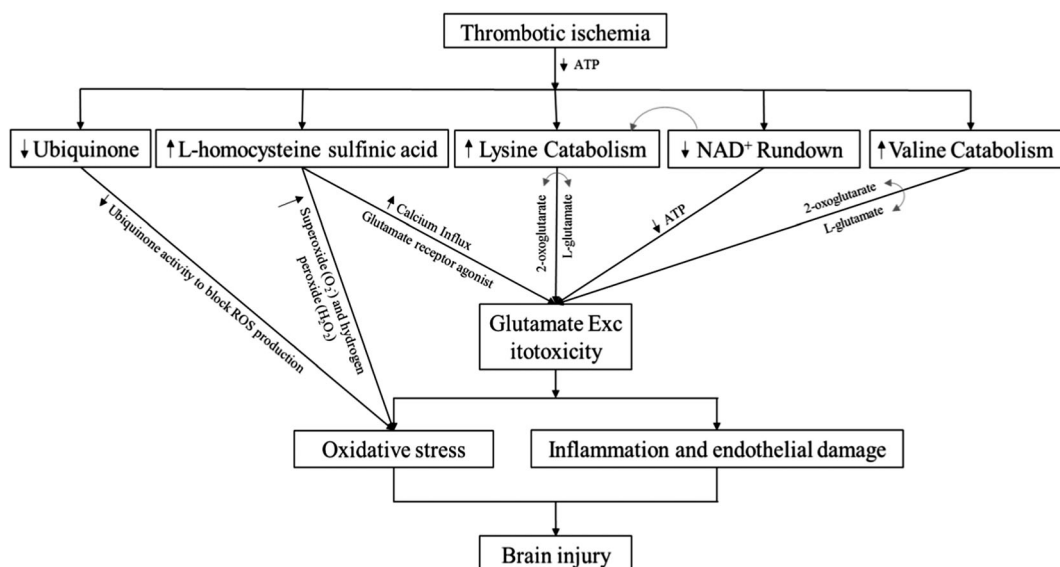 Thrombotic ischemia
↓ ATP
↓ Ubiquinone
↑ L-homocysteine sulfinic acid
↑ Lysine Catabolism
↓ NAD⁺ Rundown
↑ Valine Catabolism
↓ Ubiquinone activity to block ROS production
↑ Superoxide (O₂⁻) and hydrogen
peroxide (H₂O₂)
↑ Calcium Influx
Glutamate receptor agonist
2-oxoglutarate
L-glutamate
↓ ATP
2-oxoglutarate
L-glutamate
Glutamate Exc
itotoxicity
Oxidative stress
Inflammation and endothelial damage
Brain injury